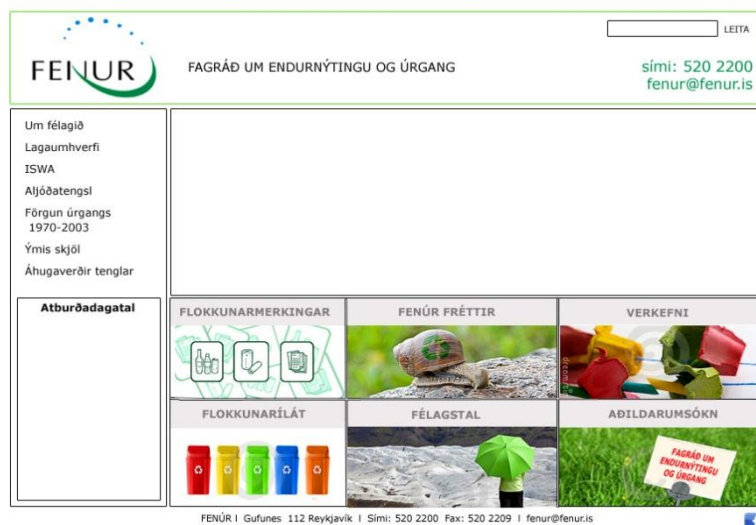 LEITA
FENUR
FAGRÁÐ UM ENDURNÝTINGU OG ÚRGANG
sími: 520 2200
fenur@fenur.is
Um félagið
Lagaumhverfi
ISWA
Aljóðatengsl
Förgun úrgangs
1970-2003
Ýmis skjöl
Áhugaverðir tenglar
Atburðadagatal
FLOKKUNARMERKINGAR
FENÚR FRÉTTIR
VERKEFNI
FLOKKUNARÍLÁT
FÉLAGSTAL
AÐILDARUMSÓKN
FAGRÁÐ UM
ENDURNÝTINGU
OG ÚRGANG
FENÚR I Gufunes 112 Reykjavík I Sími: 520 2200 Fax: 520 2209 I fenur@fenur.is